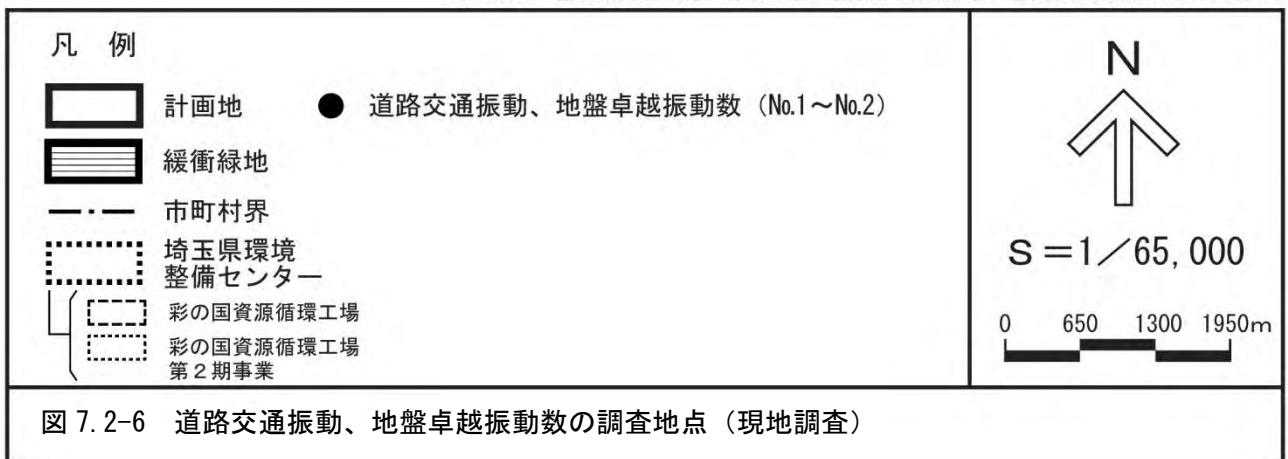 凡 例
計画地
● 道路交通振動、地盤卓越振動数（№1～№2）
緩衝緑地
市町村界
埼玉県環境
整備センター
彩の国資源循環工場
彩の国資源循環工場
第２期事業
N
S＝1／65,000
0 650 1300 1950m
図 7.2-6 道路交通振動、地盤卓越振動数の調査地点（現地調査）